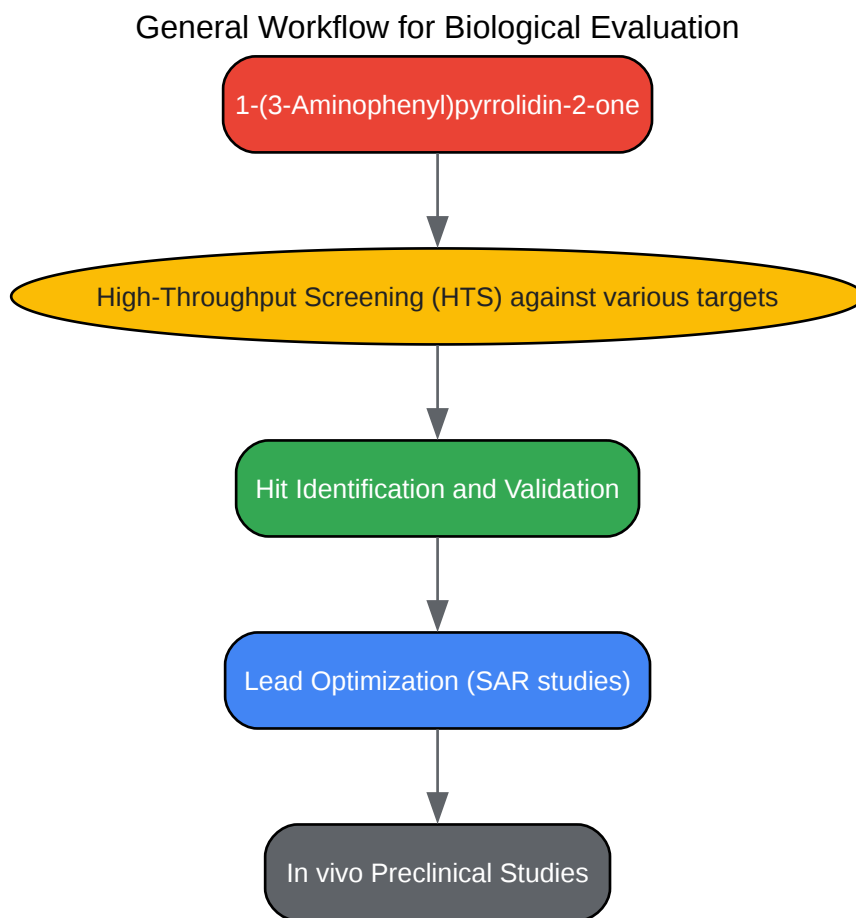 General Workflow for Biological Evaluation
1-(3-Aminophenyl)pyrrolidin-2-one
High-Throughput Screening (HTS) against various targets
Hit Identification and Validation
Lead Optimization (SAR studies)
In vivo Preclinical Studies